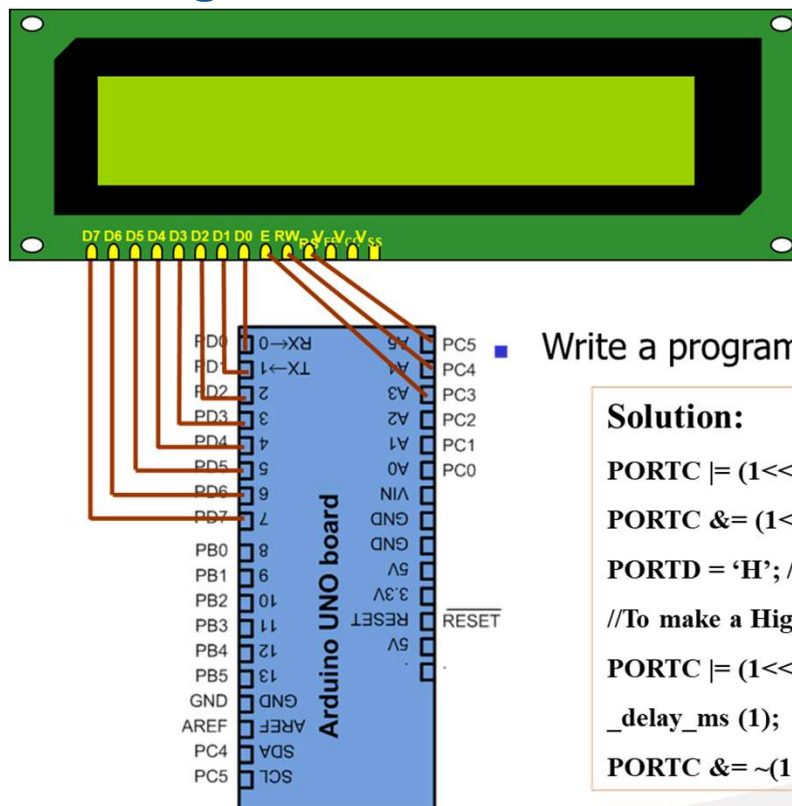 D7 D6 D5 D4 D3 D2 D1 D0 E RW RS VEE VCC VSS
PD0
PD1
PD2
PD3
PD4
PD5
PD6
PD7
PB0
PB1
PB2
PB3
PB4
PB5
GND
AREF
PC4
PC5
0→RX
TX→1
2
3
4
5
6
7
8
9
10
11
12
13
GND
AREF
SDA
SCL
Arduino UNO board
A5
A4
A3
A2
A1
A0
VIN
GND
GND
5V
3.3V
RESET
5V
PC5
PC4
PC3
PC2
PC1
PC0
RESET
▪ Write a program
Solution:
PORTC |= (1<<
PORTC &= (1<
PORTD = ‘H’; /
//To make a Hig
PORTC |= (1<<
_delay_ms (1);
PORTC &= ~(1